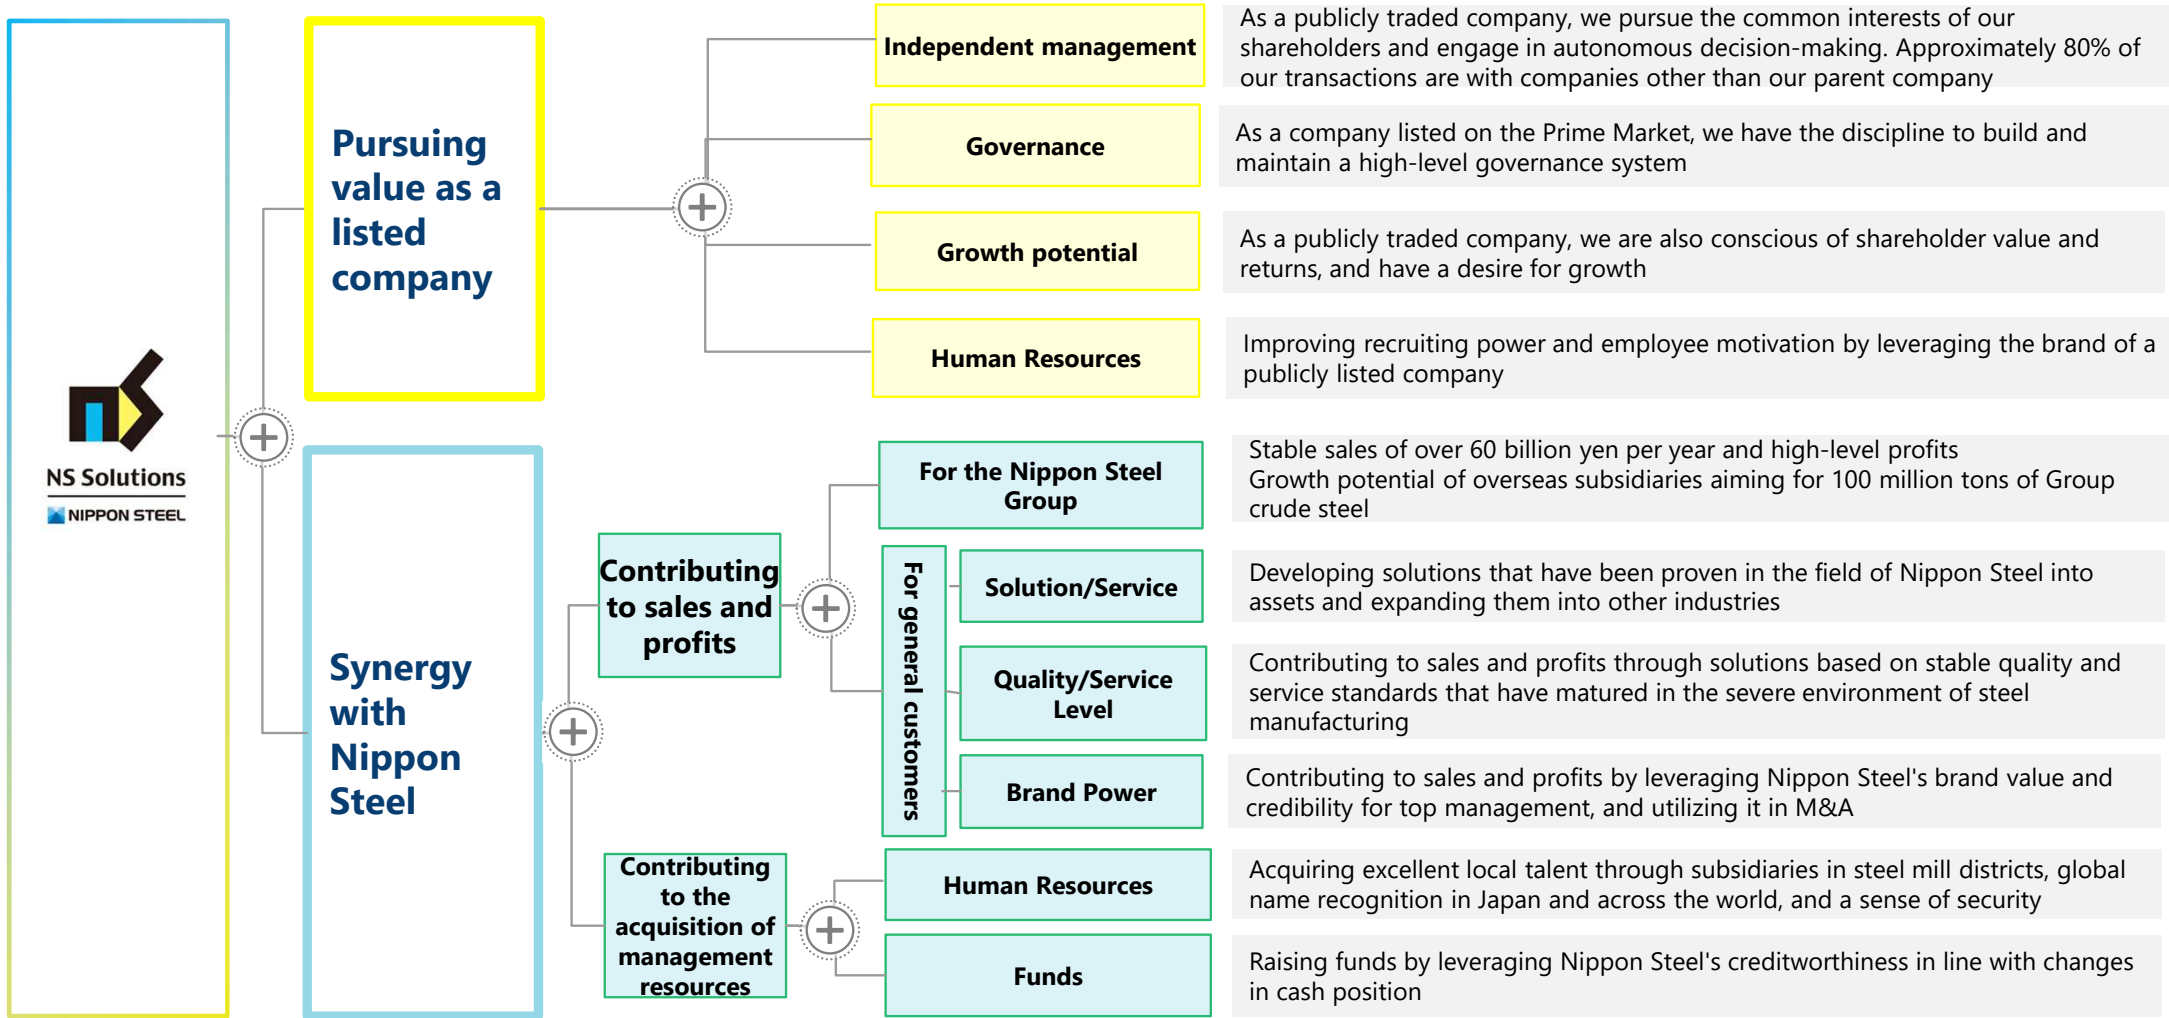 NS Solutions
NIPPON STEEL
Pursuing
value as a
listed
company
Independent management
As a publicly traded company, we pursue the common interests of our
shareholders and engage in autonomous decision-making. Approximately 80% of
our transactions are with companies other than our parent company
Governance
As a company listed on the Prime Market, we have the discipline to build and
maintain a high-level governance system
Growth potential
As a publicly traded company, we are also conscious of shareholder value and
returns, and have a desire for growth
Human Resources
Improving recruiting power and employee motivation by leveraging the brand of a
publicly listed company
Synergy
with
Nippon
Steel
Contributing
to sales and
profits
For the Nippon Steel
Group
Stable sales of over 60 billion yen per year and high-level profits
Growth potential of overseas subsidiaries aiming for 100 million tons of Group
crude steel
For general customers
Solution/Service
Developing solutions that have been proven in the field of Nippon Steel into
assets and expanding them into other industries
Quality/Service
Level
Contributing to sales and profits through solutions based on stable quality and
service standards that have matured in the severe environment of steel
manufacturing
Brand Power
Contributing to sales and profits by leveraging Nippon Steel's brand value and
credibility for top management, and utilizing it in M&A
Contributing
to the
acquisition of
management
resources
Human Resources
Acquiring excellent local talent through subsidiaries in steel mill districts, global
name recognition in Japan and across the world, and a sense of security
Funds
Raising funds by leveraging Nippon Steel's creditworthiness in line with changes
in cash position